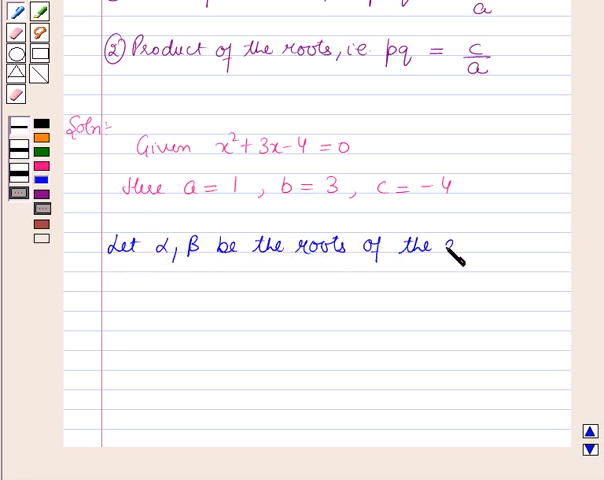 a
② Product of the roots, i.e. pq = c/a
Soln:-
Given x² + 3x - 4 = 0
Here a = 1 , b = 3 , c = -4
Let α, β be the roots of the